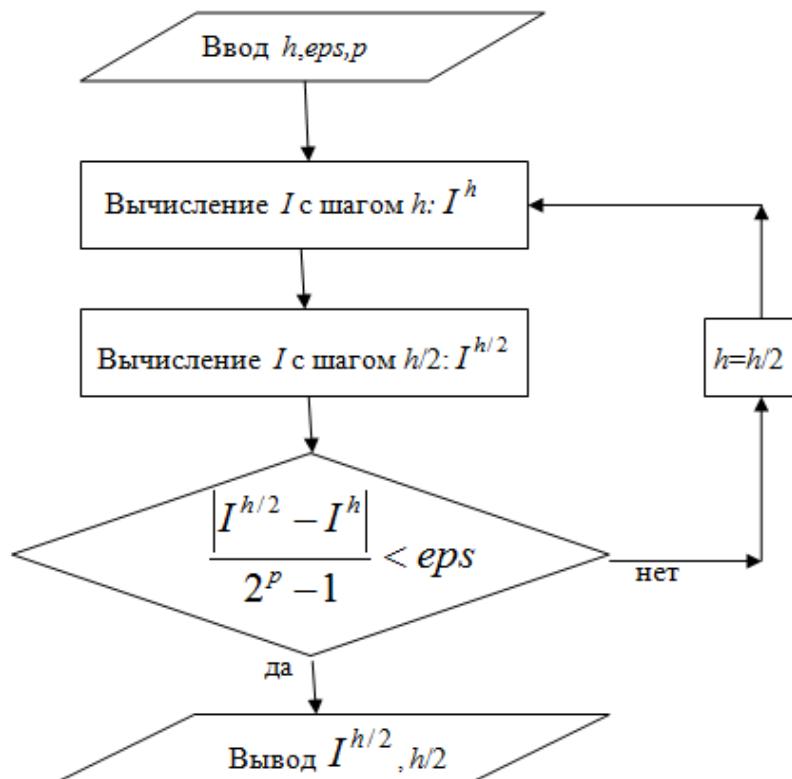 Ввод h,eps,p
Вычисление I с шагом h: I^h
Вычисление I с шагом h/2: I^{h/2}
h=h/2
|I^{h/2} − I^h|
2^p − 1
< eps
нет
да
Вывод I^{h/2}, h/2